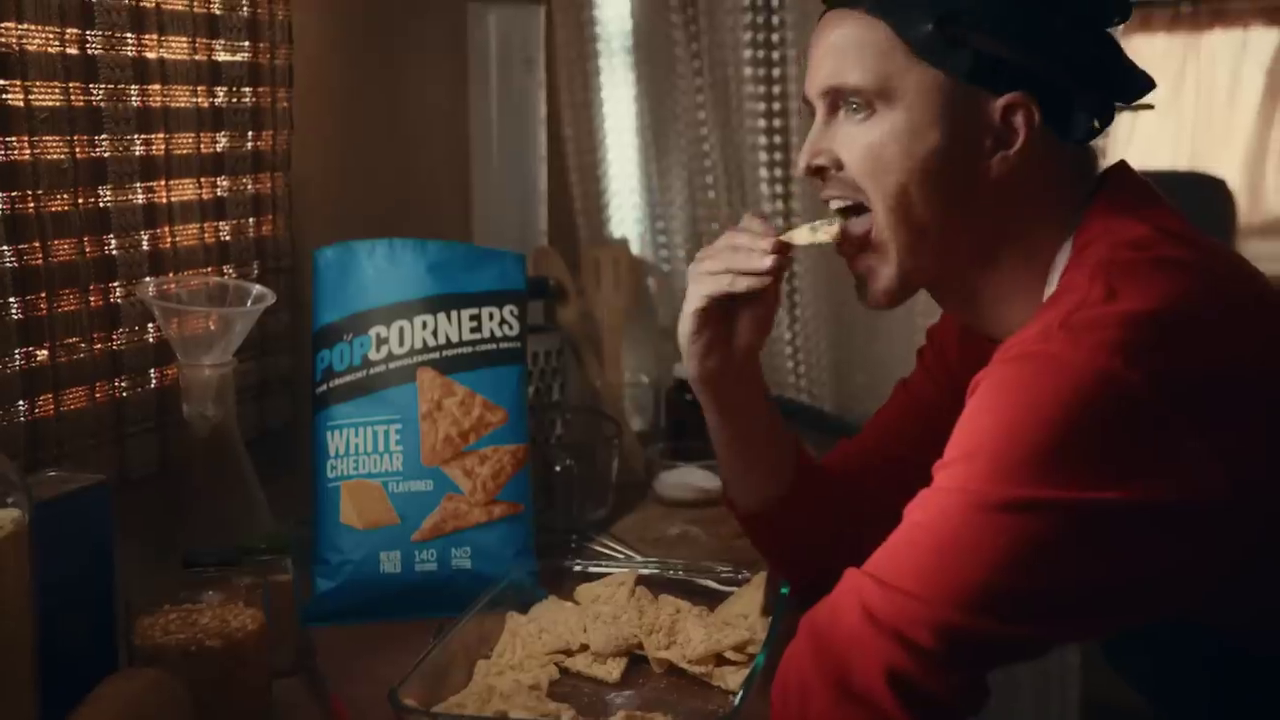 POPCORNERS
THE CRUNCHY AND WHOLESOME POPPED-CORN SNACK
WHITE
CHEDDAR
FLAVORED
NEVER
FRIED
140
NO